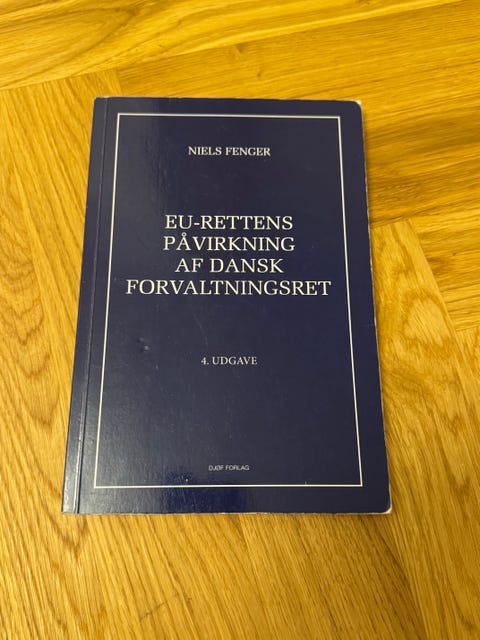 NIELS FENGER
EU-RETTENS
PÅVIRKNING
AF DANSK
FORVALTNINGSRET
4. UDGAVE
DJØF FORLAG